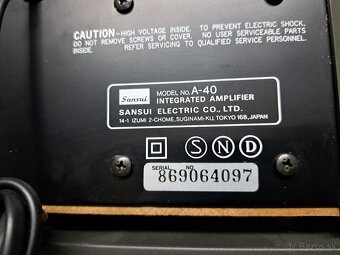 CAUTION-HIGH VOLTAGE INSIDE. TO PREVENT ELECTRIC SHOCK,
DO NOT REMOVE SCREWS OR COVER. NO USER SERVICEABLE PARTS
INSIDE. REFER SERVICING TO QUALIFIED SERVICE PERSONNEL.
Sansui
MODEL NO. A-40
INTEGRATED AMPLIFIER
SANSUI ELECTRIC CO., LTD.
14-1 IZUMI 2-CHOME, SUGINAMI-KU, TOKYO 168, JAPAN
S N D
SERIAL NO.
869064097